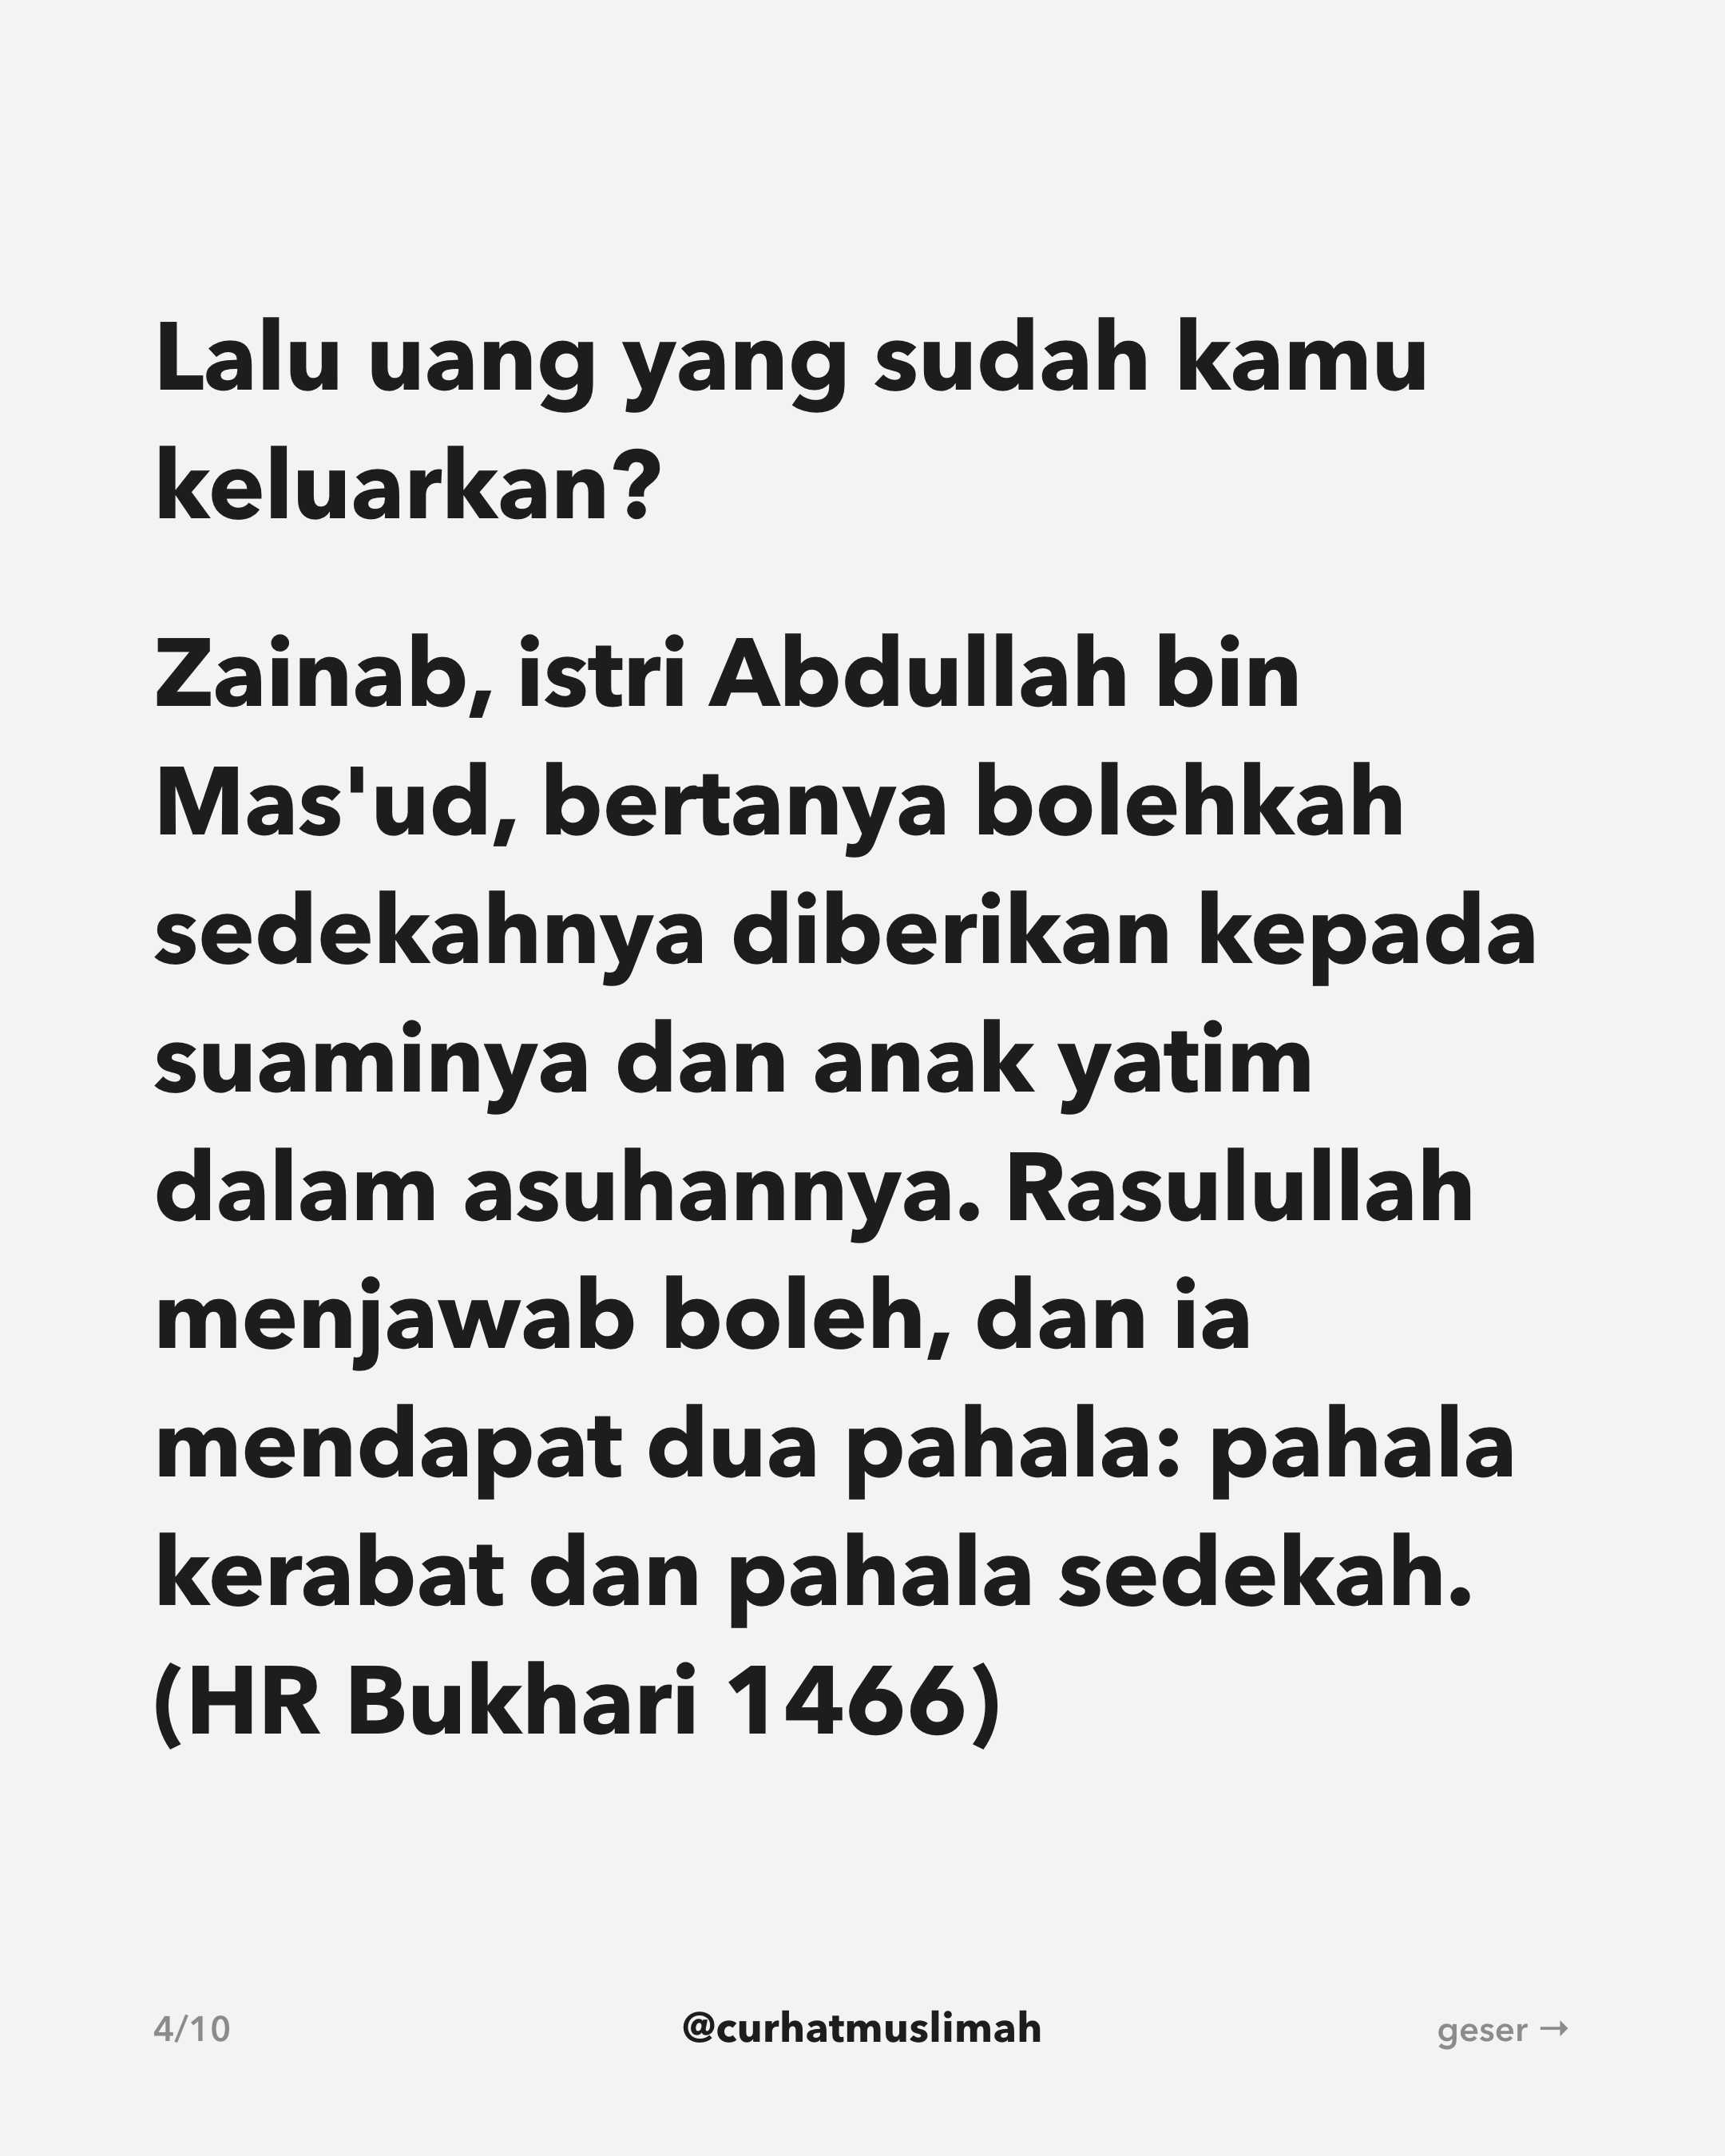 Lalu uang yang sudah kamu
keluarkan?
Zainab, istri Abdullah bin
Mas'ud, bertanya bolehkah
sedekahnya diberikan kepada
suaminya dan anak yatim
dalam asuhannya. Rasulullah
menjawab boleh, dan ia
mendapat dua pahala: pahala
kerabat dan pahala sedekah.
(HR Bukhari 1466)
4/10
@curhatmuslimah
geser →